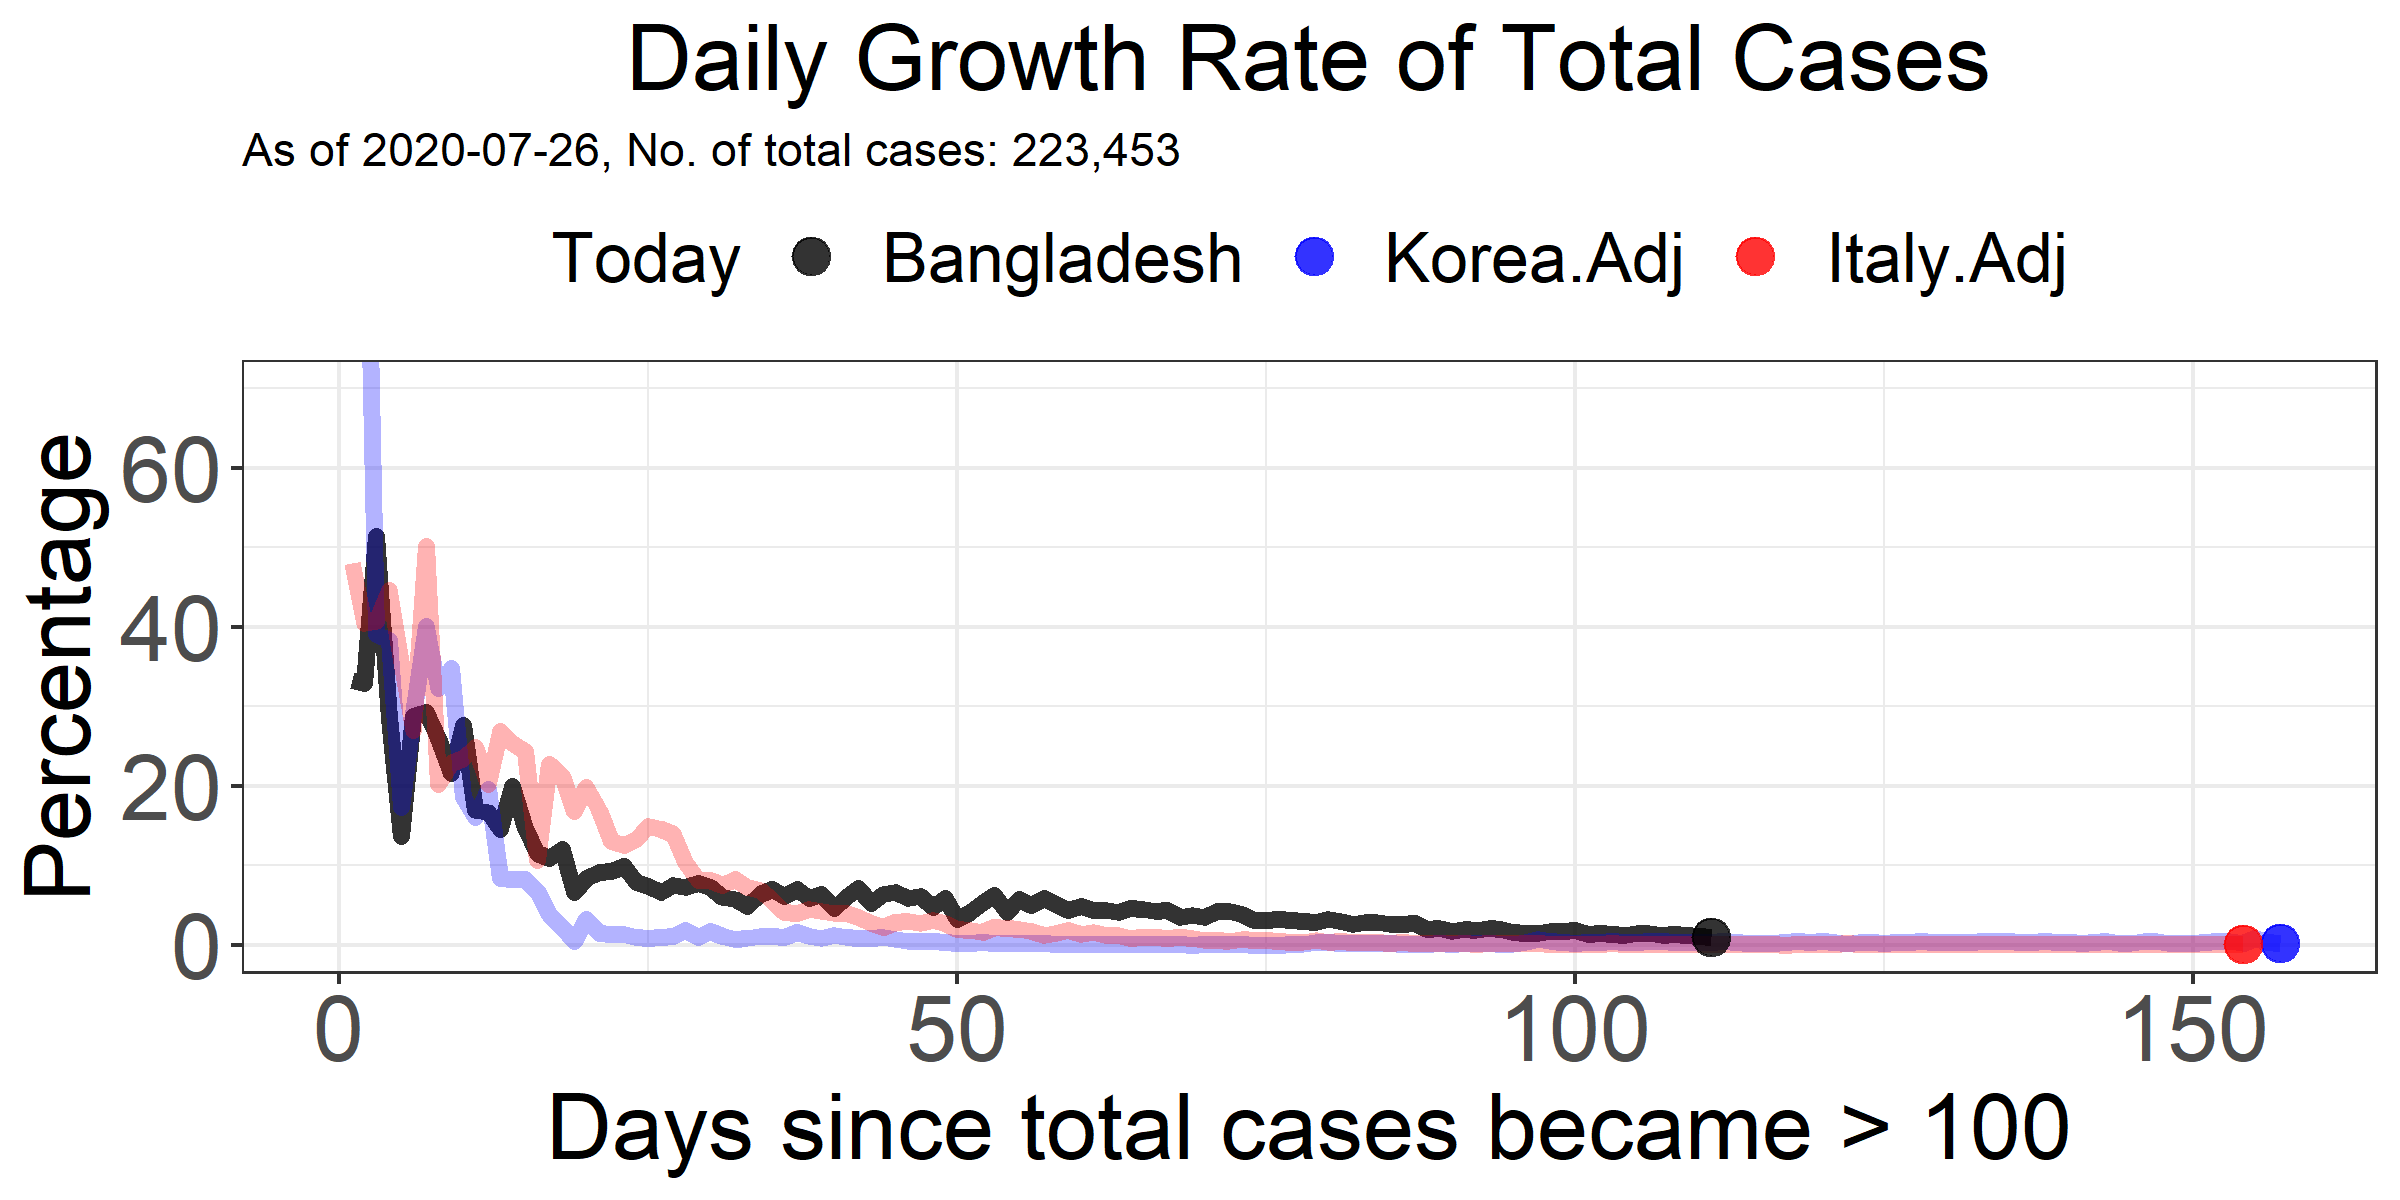 Daily Growth Rate of Total Cases
As of 2020-07-26, No. of total cases: 223,453
Today Bangladesh Korea.Adj Italy.Adj
Percentage
60
40
20
0
0 50 100 150
Days since total cases became > 100